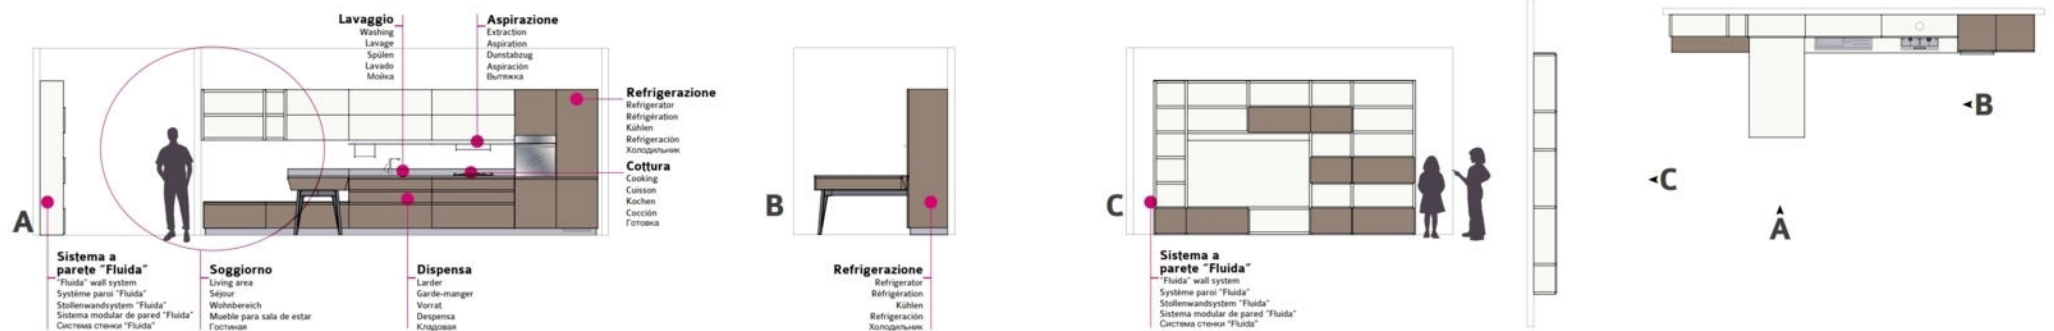 Lavaggio
Washing
Lavage
Spülen
Lavado
Мойка
Aspirazione
Extraction
Aspiration
Dunstabzug
Aspiración
Вытяжка
Refrigerazione
Refrigerator
Réfrigération
Kühlen
Refrigeración
Холодильник
Cottura
Cooking
Cuisson
Kochen
Cocción
Готовка
A
Sistema a
parete “Fluida”
“Fluida” wall system
Système paroi “Fluida”
Stollenwandsystem “Fluida”
Sistema modular de pared “Fluida”
Система стенки “Fluida”
Soggiorno
Living area
Séjour
Wohnbereich
Mueble para sala de estar
Гостиная
Dispensa
Larder
Garde-manger
Vorrat
Despensa
Кладовая
B
Refrigerazione
Refrigerator
Réfrigération
Kühlen
Refrigeración
Холодильник
C
Sistema a
parete “Fluida”
“Fluida” wall system
Système paroi “Fluida”
Stollenwandsystem “Fluida”
Sistema modular de pared “Fluida”
Система стенки “Fluida”
B
C
A